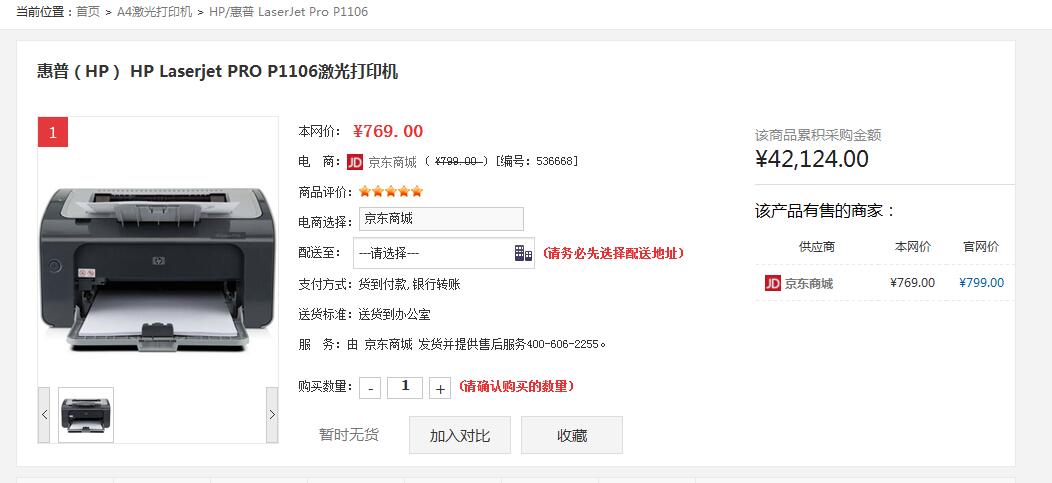 当前位置：首页 > A4激光打印机 > HP/惠普 LaserJet Pro P1106
惠普（HP） HP Laserjet PRO P1106激光打印机
1
本网价： ¥769.00
电 商： JD 京东商城 （ ¥799.00 ）[编号：536668]
商品评价：
电商选择： 京东商城
配送至： ---请选择--- （请务必先选择配送地址）
支付方式：货到付款,银行转账
送货标准：送货到办公室
服 务：由 京东商城 发货并提供售后服务400-606-2255。
购买数量： - 1 + （请确认购买的数量）
暂时无货 加入对比 收藏
该商品累积采购金额
¥42,124.00
该产品有售的商家：
供应商 本网价 官网价
JD 京东商城 ¥769.00 ¥799.00